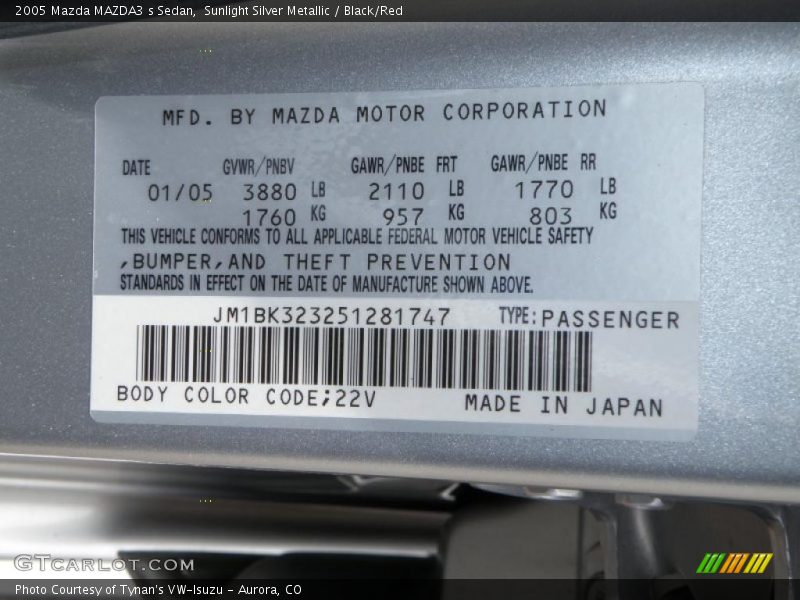 2005 Mazda MAZDA3 s Sedan, Sunlight Silver Metallic / Black/Red
MFD. BY MAZDA MOTOR CORPORATION
DATE GVWR/PNBV GAWR/PNBE FRT GAWR/PNBE RR
01/05 3880 LB 2110 LB 1770 LB
1760 KG 957 KG 803 KG
THIS VEHICLE CONFORMS TO ALL APPLICABLE FEDERAL MOTOR VEHICLE SAFETY
,BUMPER,AND THEFT PREVENTION
STANDARDS IN EFFECT ON THE DATE OF MANUFACTURE SHOWN ABOVE.
JM1BK323251281747 TYPE:PASSENGER
BODY COLOR CODE;22V MADE IN JAPAN
GTCARLOT.COM
Photo Courtesy of Tynan's VW-Isuzu - Aurora, CO